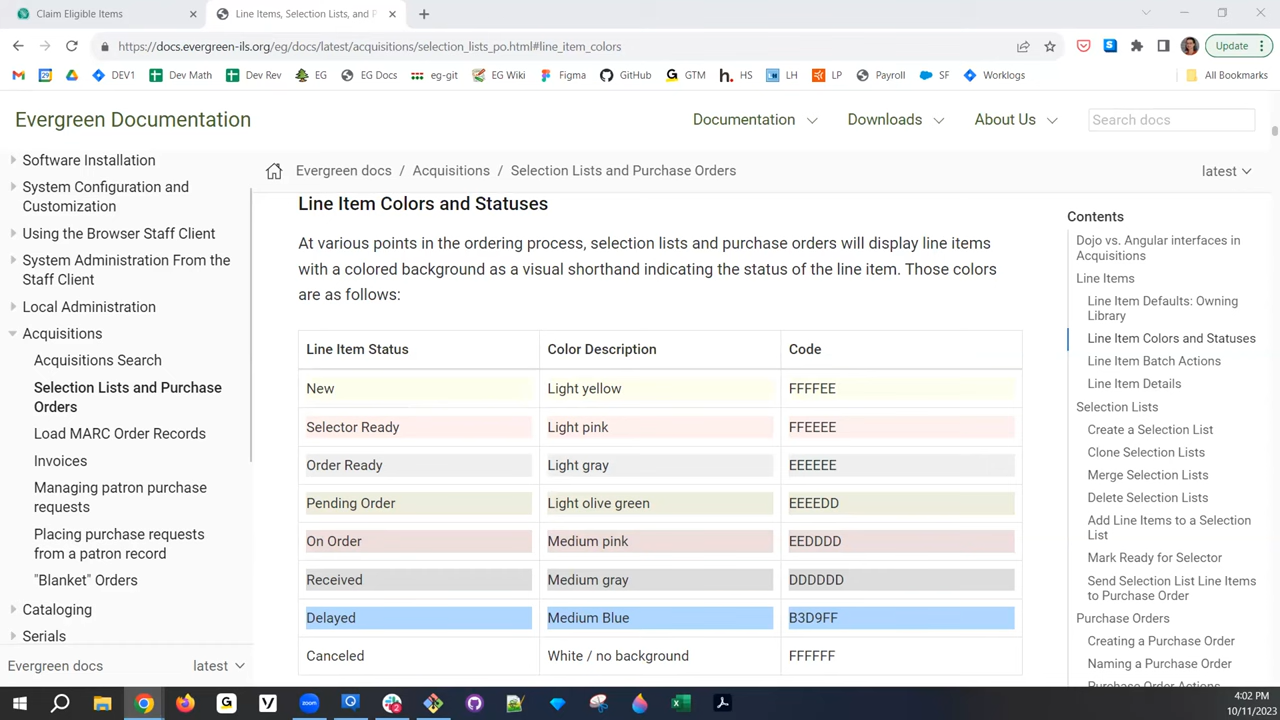 Claim Eligible Items
Line Items, Selection Lists, and P
https://docs.evergreen-ils.org/eg/docs/latest/acquisitions/selection_lists_po.html#line_item_colors
Update
DEV1
Dev Math
Dev Rev
EG
EG Docs
eg-git
EG Wiki
Figma
GitHub
GTM
HS
LH
LP
Payroll
SF
Worklogs
All Bookmarks
Evergreen Documentation
Documentation
Downloads
About Us
Search docs
Software Installation
System Configuration and
Customization
Using the Browser Staff Client
System Administration From the
Staff Client
Local Administration
Acquisitions
Acquisitions Search
Selection Lists and Purchase
Orders
Load MARC Order Records
Invoices
Managing patron purchase
requests
Placing purchase requests
from a patron record
"Blanket" Orders
Cataloging
Serials
Evergreen docs latest
Evergreen docs / Acquisitions / Selection Lists and Purchase Orders
latest
Line Item Colors and Statuses
At various points in the ordering process, selection lists and purchase orders will display line items
with a colored background as a visual shorthand indicating the status of the line item. Those colors
are as follows:
Line Item Status Color Description Code
New Light yellow FFFFEE
Selector Ready Light pink FFEEEE
Order Ready Light gray EEEEEE
Pending Order Light olive green EEEEDD
On Order Medium pink EEDDDD
Received Medium gray DDDDDD
Delayed Medium Blue B3D9FF
Canceled White / no background FFFFFF
Contents
Dojo vs. Angular interfaces in
Acquisitions
Line Items
Line Item Defaults: Owning
Library
Line Item Colors and Statuses
Line Item Batch Actions
Line Item Details
Selection Lists
Create a Selection List
Clone Selection Lists
Merge Selection Lists
Delete Selection Lists
Add Line Items to a Selection
List
Mark Ready for Selector
Send Selection List Line Items
to Purchase Order
Purchase Orders
Creating a Purchase Order
Naming a Purchase Order
Purchase Order Actions
zoom
4:02 PM
10/11/2023